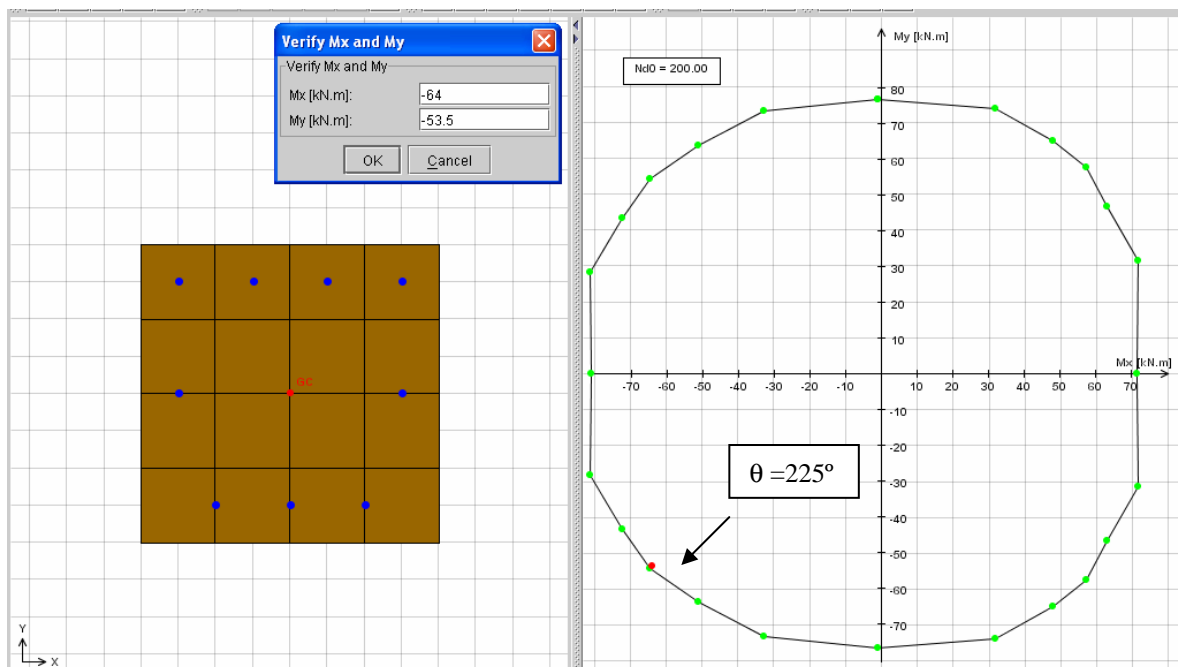 Verify Mx and My
Verify Mx and My
Mx [kN.m]: -64
My [kN.m]: -53.5
OK Cancel
GC
Y
X
My [kN.m]
Nd0 = 200.00
80
70
60
50
40
30
20
10
Mx [kN.m]
-70 -60 -50 -40 -30 -20 -10 10 20 30 40 50 60 70
-10
-20
-30
-40
-50
-60
-70
θ =225º